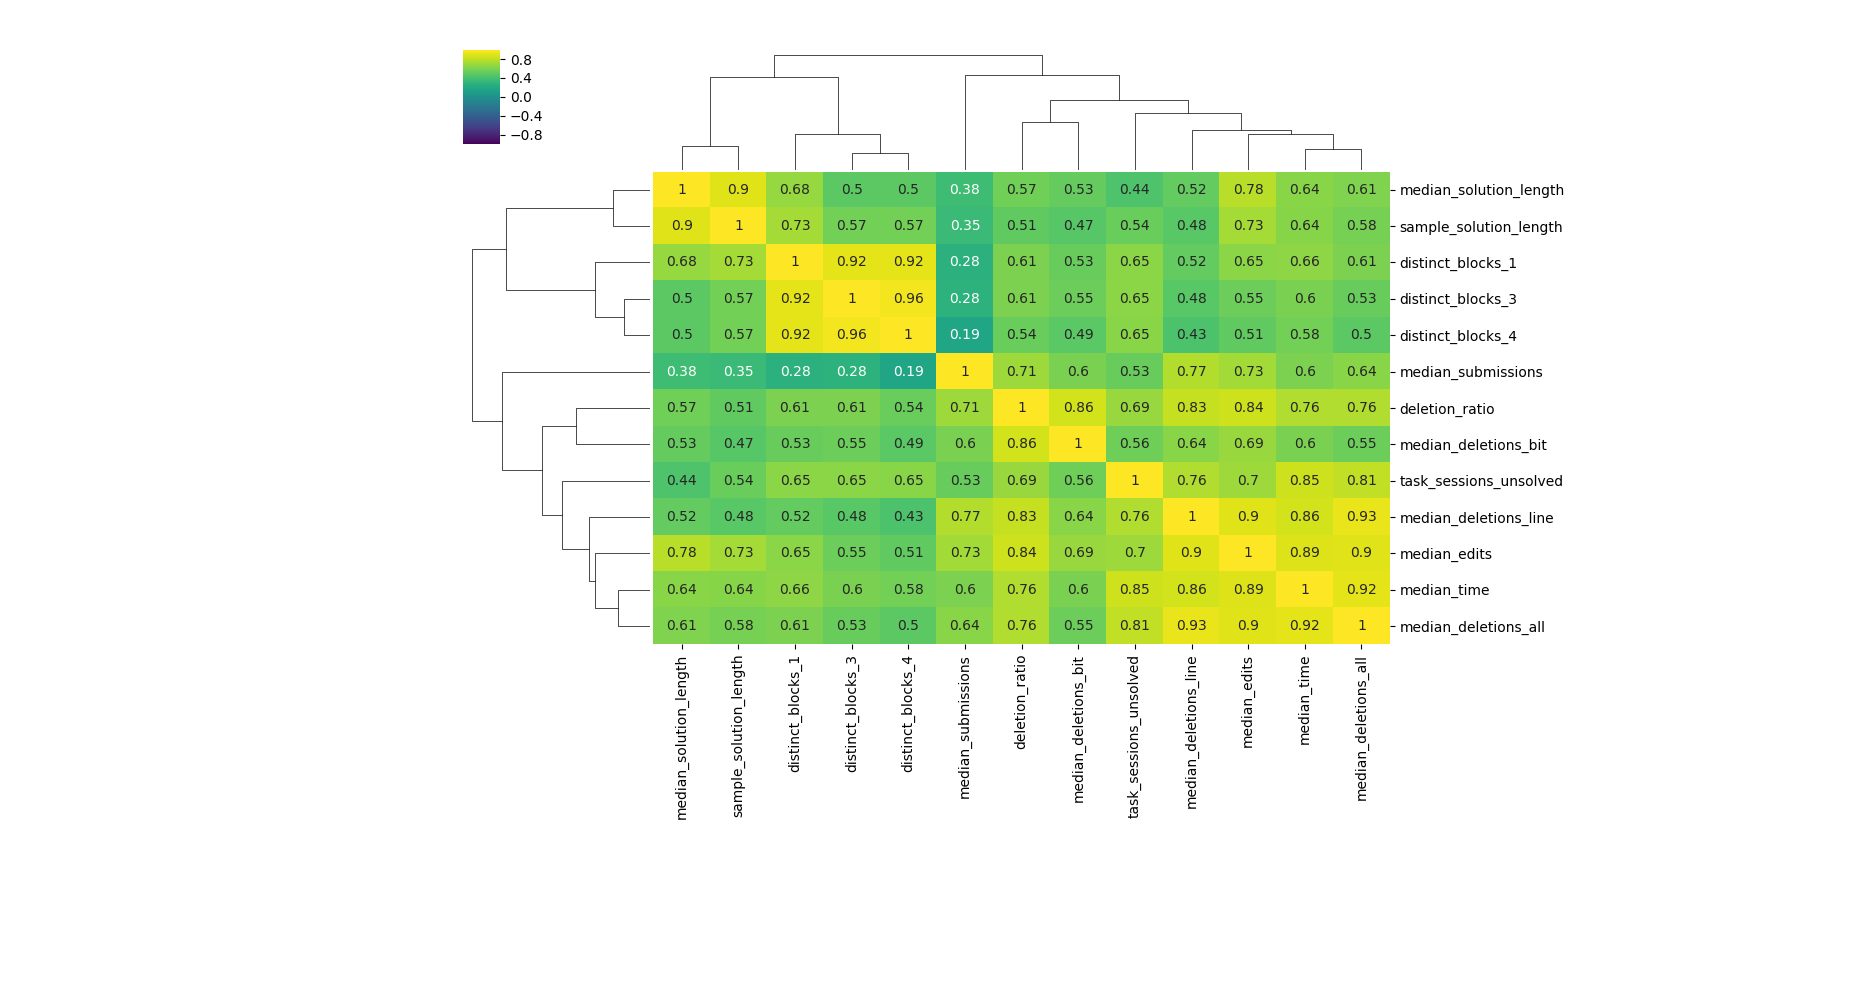 0.8
0.4
0.0
−0.4
−0.8
1 0.9 0.68 0.5 0.5 0.38 0.57 0.53 0.44 0.52 0.78 0.64 0.61 median_solution_length
0.9 1 0.73 0.57 0.57 0.35 0.51 0.47 0.54 0.48 0.73 0.64 0.58 sample_solution_length
0.68 0.73 1 0.92 0.92 0.28 0.61 0.53 0.65 0.52 0.65 0.66 0.61 distinct_blocks_1
0.5 0.57 0.92 1 0.96 0.28 0.61 0.55 0.65 0.48 0.55 0.6 0.53 distinct_blocks_3
0.5 0.57 0.92 0.96 1 0.19 0.54 0.49 0.65 0.43 0.51 0.58 0.5 distinct_blocks_4
0.38 0.35 0.28 0.28 0.19 1 0.71 0.6 0.53 0.77 0.73 0.6 0.64 median_submissions
0.57 0.51 0.61 0.61 0.54 0.71 1 0.86 0.69 0.83 0.84 0.76 0.76 deletion_ratio
0.53 0.47 0.53 0.55 0.49 0.6 0.86 1 0.56 0.64 0.69 0.6 0.55 median_deletions_bit
0.44 0.54 0.65 0.65 0.65 0.53 0.69 0.56 1 0.76 0.7 0.85 0.81 task_sessions_unsolved
0.52 0.48 0.52 0.48 0.43 0.77 0.83 0.64 0.76 1 0.9 0.86 0.93 median_deletions_line
0.78 0.73 0.65 0.55 0.51 0.73 0.84 0.69 0.7 0.9 1 0.89 0.9 median_edits
0.64 0.64 0.66 0.6 0.58 0.6 0.76 0.6 0.85 0.86 0.89 1 0.92 median_time
0.61 0.58 0.61 0.53 0.5 0.64 0.76 0.55 0.81 0.93 0.9 0.92 1 median_deletions_all
median_solution_length
sample_solution_length
distinct_blocks_1
distinct_blocks_3
distinct_blocks_4
median_submissions
deletion_ratio
median_deletions_bit
task_sessions_unsolved
median_deletions_line
median_edits
median_time
median_deletions_all